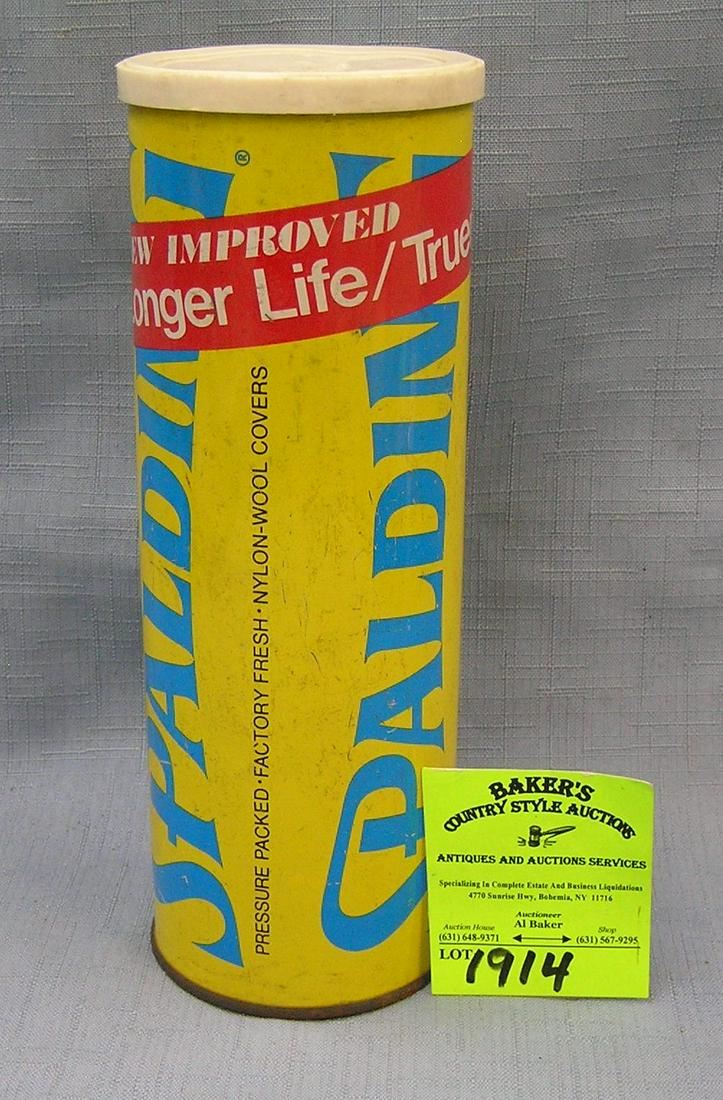 SPALDING ®
EW IMPROVED
onger Life/True
PRESSURE PACKED·FACTORY FRESH·NYLON-WOOL COVERS
SPALDING
BAKER'S
COUNTRY STYLE AUCTIONS
ANTIQUES AND AUCTIONS SERVICES
Specializing In Complete Estate And Business Liquidations
4770 Sunrise Hwy, Bohemia, NY 11716
Auctioneer
Auction House Al Baker Shop
(631) 648-9371 (631) 567-9295
LOT 1914